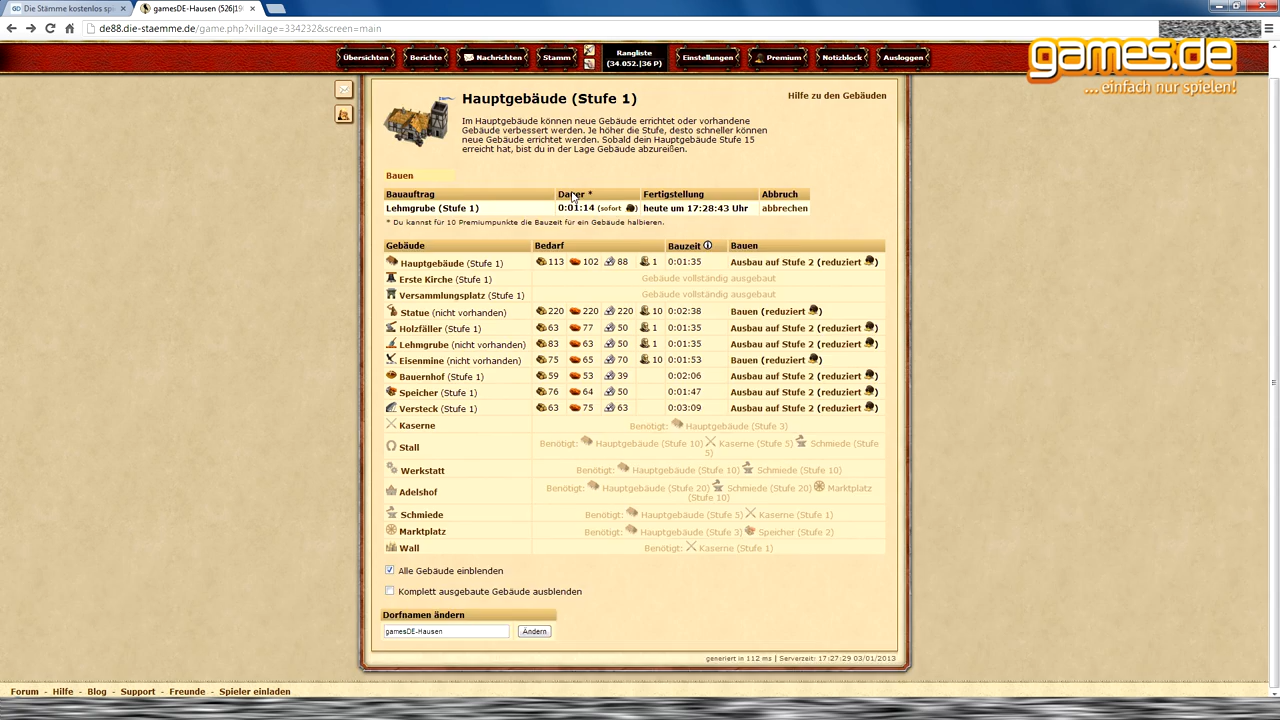 Die Stämme kostenlos sp
gamesDE-Hausen (526|19
de88.die-staemme.de/game.php?village=334232&screen=main
Übersichten Berichte Nachrichten Stamm Rangliste (34.052.|36 P) Einstellungen Premium Notizblock Ausloggen
games.de
...einfach nur spielen!
Hauptgebäude (Stufe 1)
Hilfe zu den Gebäuden
Im Hauptgebäude können neue Gebäude errichtet oder vorhandene
Gebäude verbessert werden. Je höher die Stufe, desto schneller können
neue Gebäude errichtet werden. Sobald dein Hauptgebäude Stufe 15
erreicht hat, bist du in der Lage Gebäude abzureißen.
Bauen
Bauauftrag Dauer * Fertigstellung Abbruch
Lehmgrube (Stufe 1) 0:01:14 (sofort ) heute um 17:28:43 Uhr abbrechen
* Du kannst für 10 Premiumpunkte die Bauzeit für ein Gebäude halbieren.
Gebäude Bedarf Bauzeit Bauen
Hauptgebäude (Stufe 1) 113 102 88 1 0:01:35 Ausbau auf Stufe 2 (reduziert )
Erste Kirche (Stufe 1) Gebäude vollständig ausgebaut
Versammlungsplatz (Stufe 1) Gebäude vollständig ausgebaut
Statue (nicht vorhanden) 220 220 220 10 0:02:38 Bauen (reduziert )
Holzfäller (Stufe 1) 63 77 50 1 0:01:35 Ausbau auf Stufe 2 (reduziert )
Lehmgrube (nicht vorhanden) 83 63 50 1 0:01:35 Ausbau auf Stufe 2 (reduziert )
Eisenmine (nicht vorhanden) 75 65 70 10 0:01:53 Bauen (reduziert )
Bauernhof (Stufe 1) 59 53 39 0:02:06 Ausbau auf Stufe 2 (reduziert )
Speicher (Stufe 1) 76 64 50 0:01:47 Ausbau auf Stufe 2 (reduziert )
Versteck (Stufe 1) 63 75 63 0:03:09 Ausbau auf Stufe 2 (reduziert )
Kaserne Benötigt: Hauptgebäude (Stufe 3)
Stall Benötigt: Hauptgebäude (Stufe 10) Kaserne (Stufe 5) Schmiede (Stufe
5)
Werkstatt Benötigt: Hauptgebäude (Stufe 10) Schmiede (Stufe 10)
Adelshof Benötigt: Hauptgebäude (Stufe 20) Schmiede (Stufe 20) Marktplatz
(Stufe 10)
Schmiede Benötigt: Hauptgebäude (Stufe 5) Kaserne (Stufe 1)
Marktplatz Benötigt: Hauptgebäude (Stufe 3) Speicher (Stufe 2)
Wall Benötigt: Kaserne (Stufe 1)
Alle Gebäude einblenden
Komplett ausgebaute Gebäude ausblenden
Dorfnamen ändern
gamesDE-Hausen Ändern
generiert in 112 ms | Serverzeit: 17:27:29 03/01/2013
Forum - Hilfe - Blog - Support - Freunde - Spieler einladen